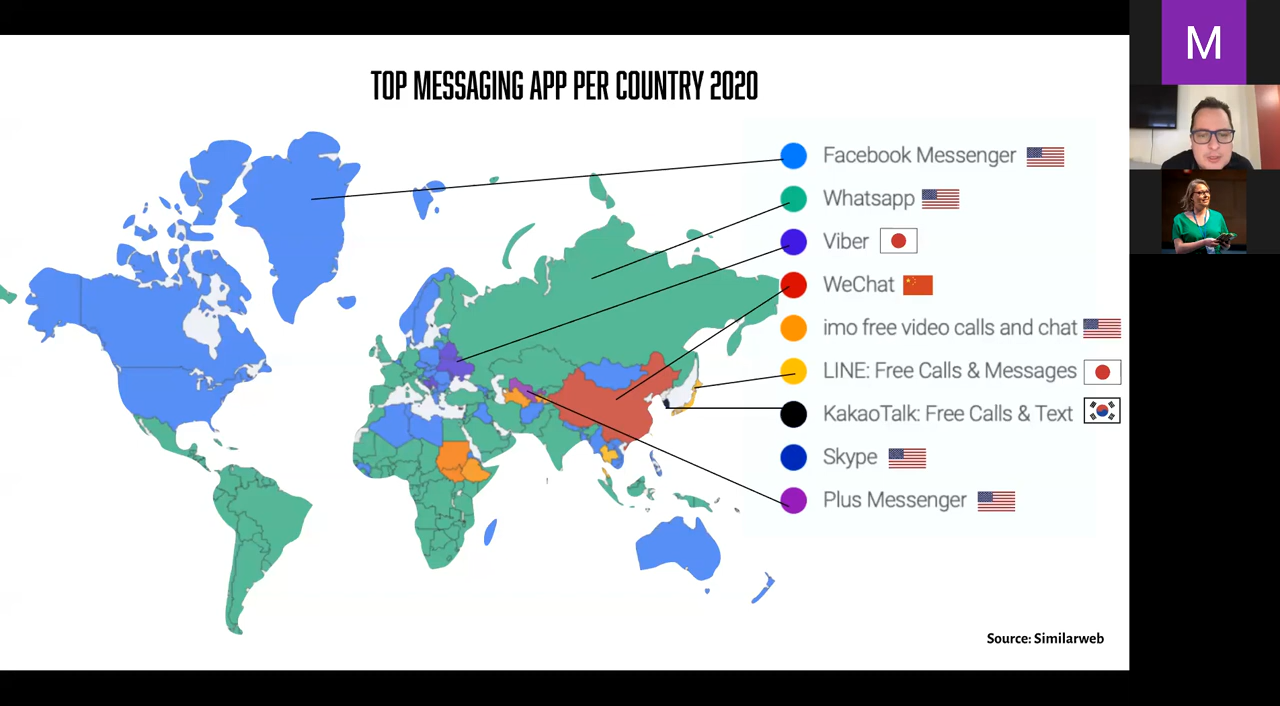 TOP MESSAGING APP PER COUNTRY 2020
Facebook Messenger
Whatsapp
Viber
WeChat
imo free video calls and chat
LINE: Free Calls & Messages
KakaoTalk: Free Calls & Text
Skype
Plus Messenger
Source: Similarweb
M